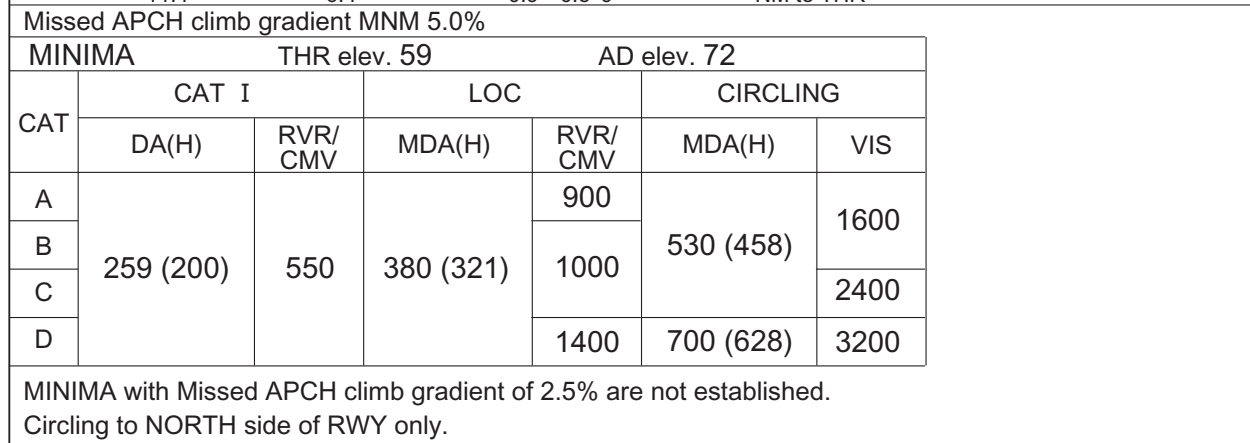 Missed APCH climb gradient MNM 5.0%
MINIMA THR elev. 59 AD elev. 72
CAT CAT I LOC CIRCLING
DA(H) RVR/CMV MDA(H) RVR/CMV MDA(H) VIS
A 259 (200) 550 380 (321) 900 530 (458) 1600
B 1000
C 2400
D 1400 700 (628) 3200
MINIMA with Missed APCH climb gradient of 2.5% are not established.
Circling to NORTH side of RWY only.